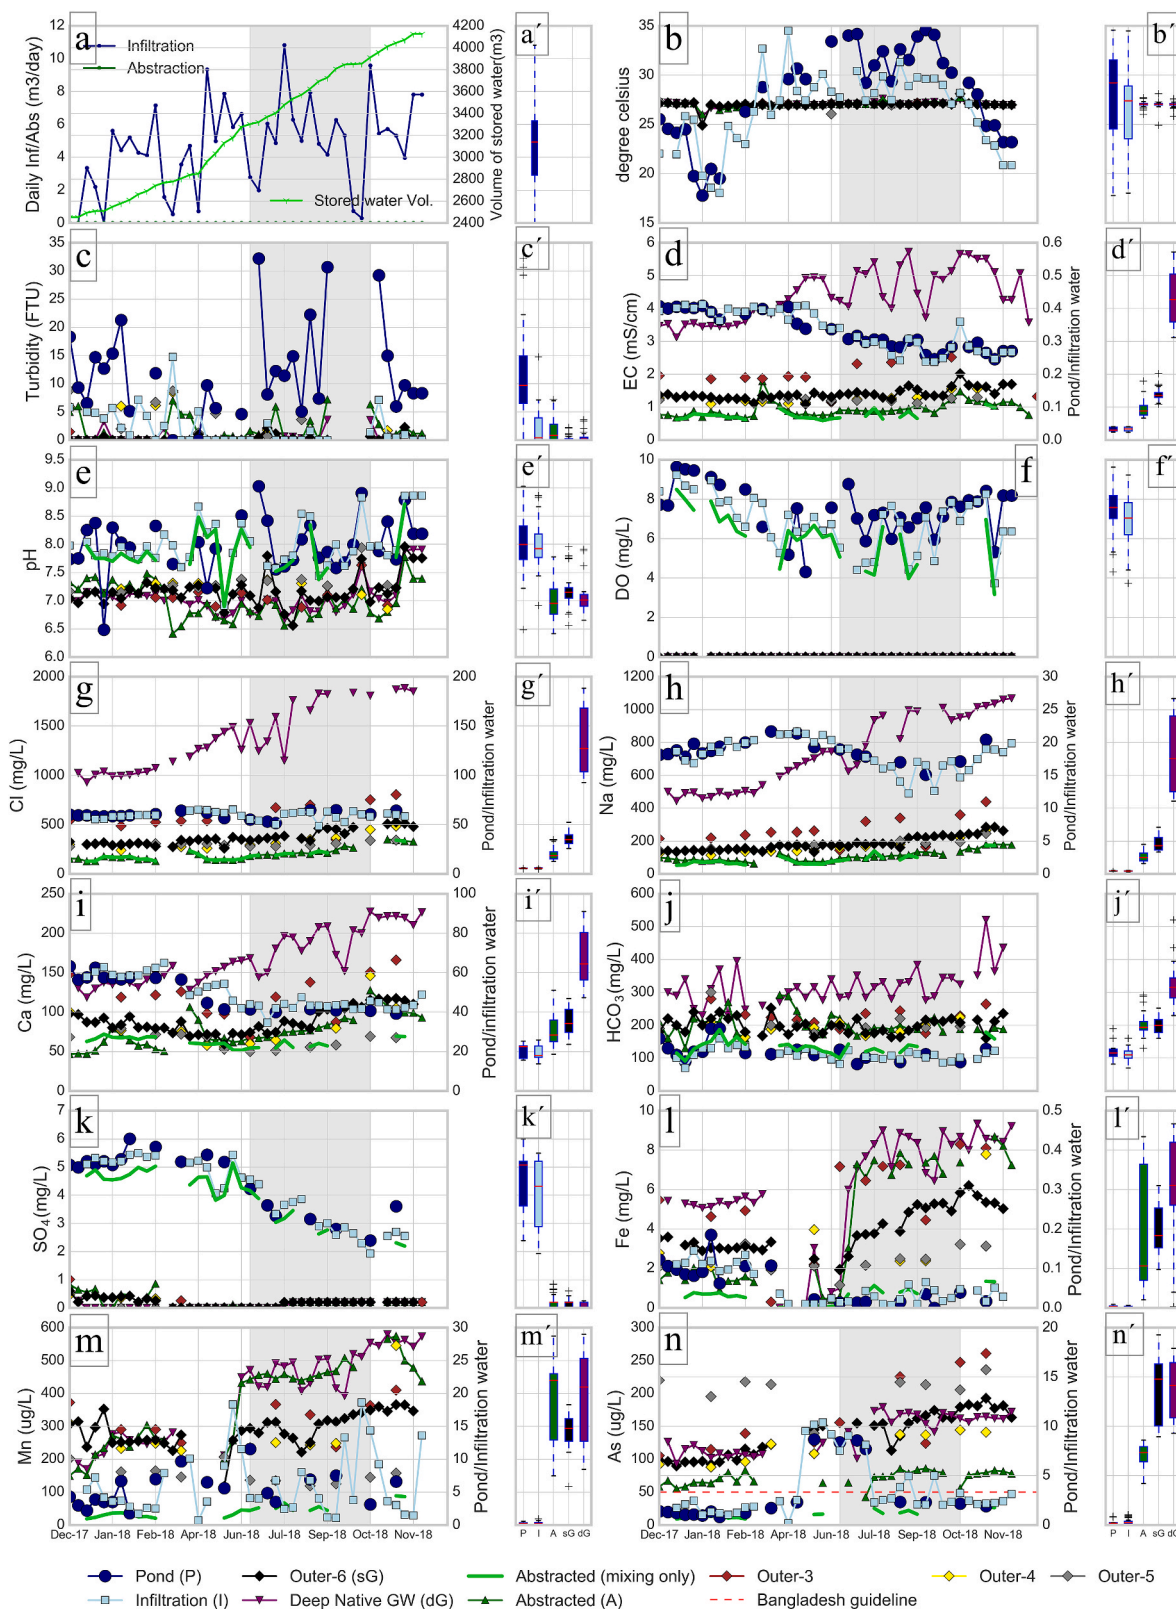 a
Infiltration
Abstraction
Stored water Vol.
Daily Inf/Abs (m3/day)
12
10
8
6
4
2
0
Volume of stored water(m3)
4200
4000
3800
3600
3400
3200
3000
2800
2600
2400
a´
b
degree celsius
35
30
25
20
15
b´
c
Turbidity (FTU)
35
30
25
20
15
10
5
0
c´
d
EC (mS/cm)
6
5
4
3
2
1
0
0.6
0.5
0.4
0.3
0.2
0.1
0.0
Pond/Infiltration water
d´
e
pH
9.5
9.0
8.5
8.0
7.5
7.0
6.5
6.0
e´
f
DO (mg/L)
10
8
6
4
2
0
f´
g
Cl (mg/L)
2000
1500
1000
500
0
200
150
100
50
0
Pond/Infiltration water
g´
h
Na (mg/L)
1200
1000
800
600
400
200
0
30
25
20
15
10
5
0
Pond/Infiltration water
h´
i
Ca (mg/L)
250
200
150
100
50
0
100
80
60
40
20
0
Pond/Infiltration water
i´
j
HCO3(mg/L)
600
500
400
300
200
100
0
j´
k
SO4(mg/L)
7
6
5
4
3
2
1
0
k´
l
Fe (mg/L)
10
8
6
4
2
0
0.5
0.4
0.3
0.2
0.1
0.0
Pond/Infiltration water
l´
m
Mn (ug/L)
600
500
400
300
200
100
0
30
25
20
15
10
5
0
Pond/Infiltration water
Dec-17 Jan-18 Feb-18 Apr-18 Jun-18 Jul-18 Sep-18 Oct-18 Nov-18
m´
P I A sG dG
n
As (ug/L)
300
250
200
150
100
50
0
20
15
10
5
0
Pond/Infiltration water
Dec-17 Jan-18 Feb-18 Apr-18 Jun-18 Jul-18 Sep-18 Oct-18 Nov-18
n´
P I A sG dG
Pond (P) Outer-6 (sG) Abstracted (mixing only) Outer-3 Outer-4 Outer-5
Infiltration (I) Deep Native GW (dG) Abstracted (A) Bangladesh guideline